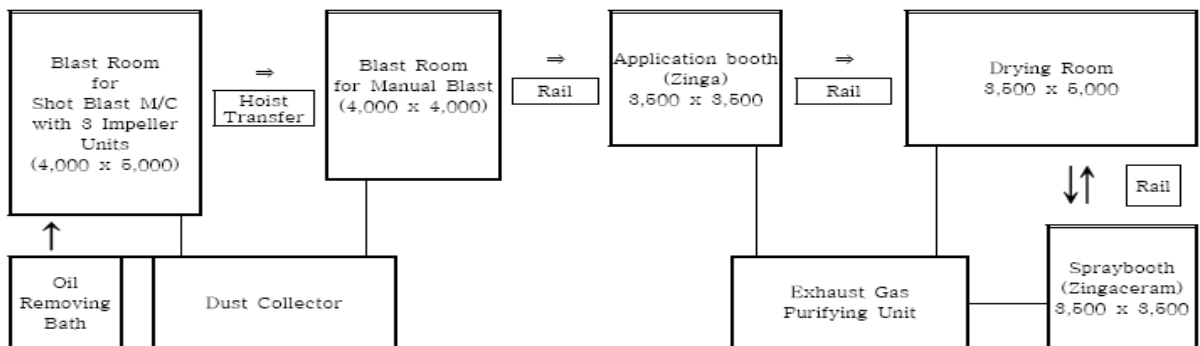 Blast Room
for
Shot Blast M/C
with 3 Impeller
Units
(4,000 x 5,000)
⇒
Hoist
Transfer
Blast Room
for Manual Blast
(4,000 x 4,000)
⇒
Rail
Application booth
(Zinga)
3,500 x 3,500
⇒
Rail
Drying Room
3,500 x 5,000
Rail
Oil
Removing
Bath
Dust Collector
Exhaust Gas
Purifying Unit
Spraybooth
(Zingaceram)
3,500 x 3,500